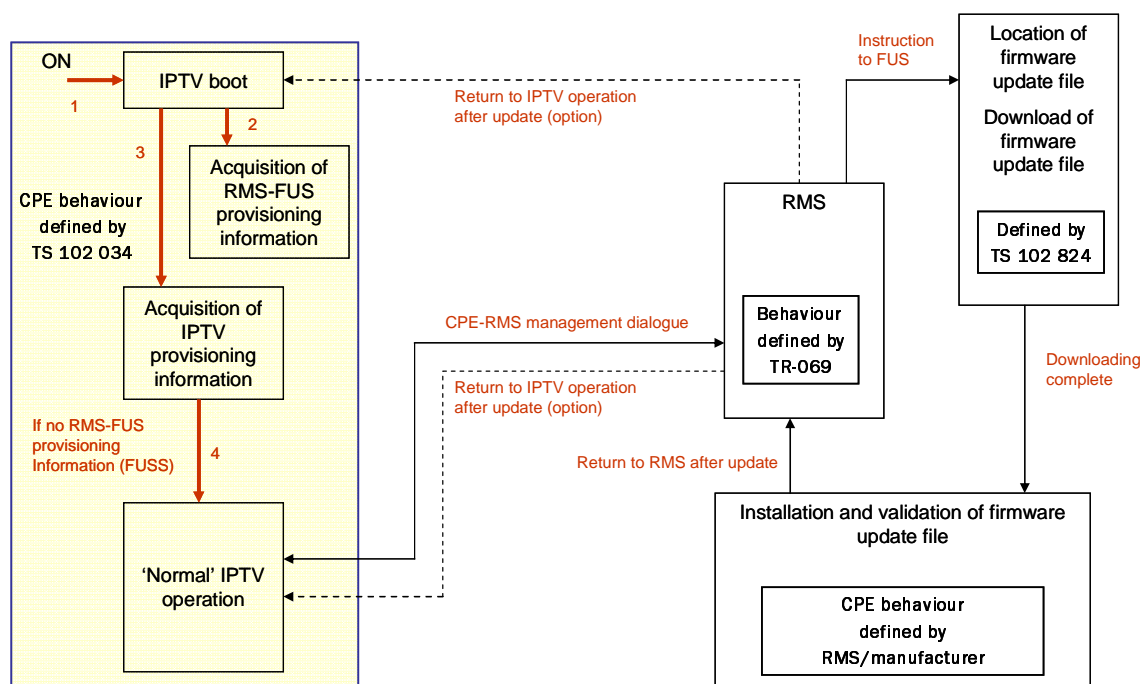 ON
1
IPTV boot
2
3
Acquisition of
RMS-FUS
provisioning
information
CPE behaviour
defined by
TS 102 034
Acquisition of
IPTV
provisioning
information
If no RMS-FUS
provisioning
Information (FUSS)
4
‘Normal’ IPTV
operation
Return to IPTV operation
after update (option)
CPE-RMS management dialogue
Return to IPTV operation
after update (option)
RMS
Behaviour
defined by
TR-069
Instruction
to FUS
Location of
firmware
update file
Download of
firmware
update file
Defined by
TS 102 824
Downloading
complete
Return to RMS after update
Installation and validation of firmware
update file
CPE behaviour
defined by
RMS/manufacturer